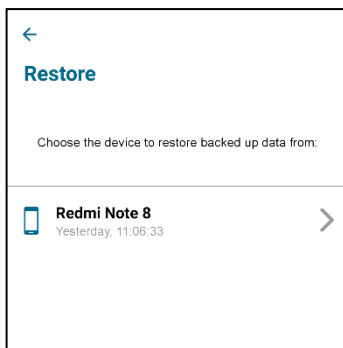 Restore
Choose the device to restore backed up data from:
Redmi Note 8
Yesterday, 11:06:33